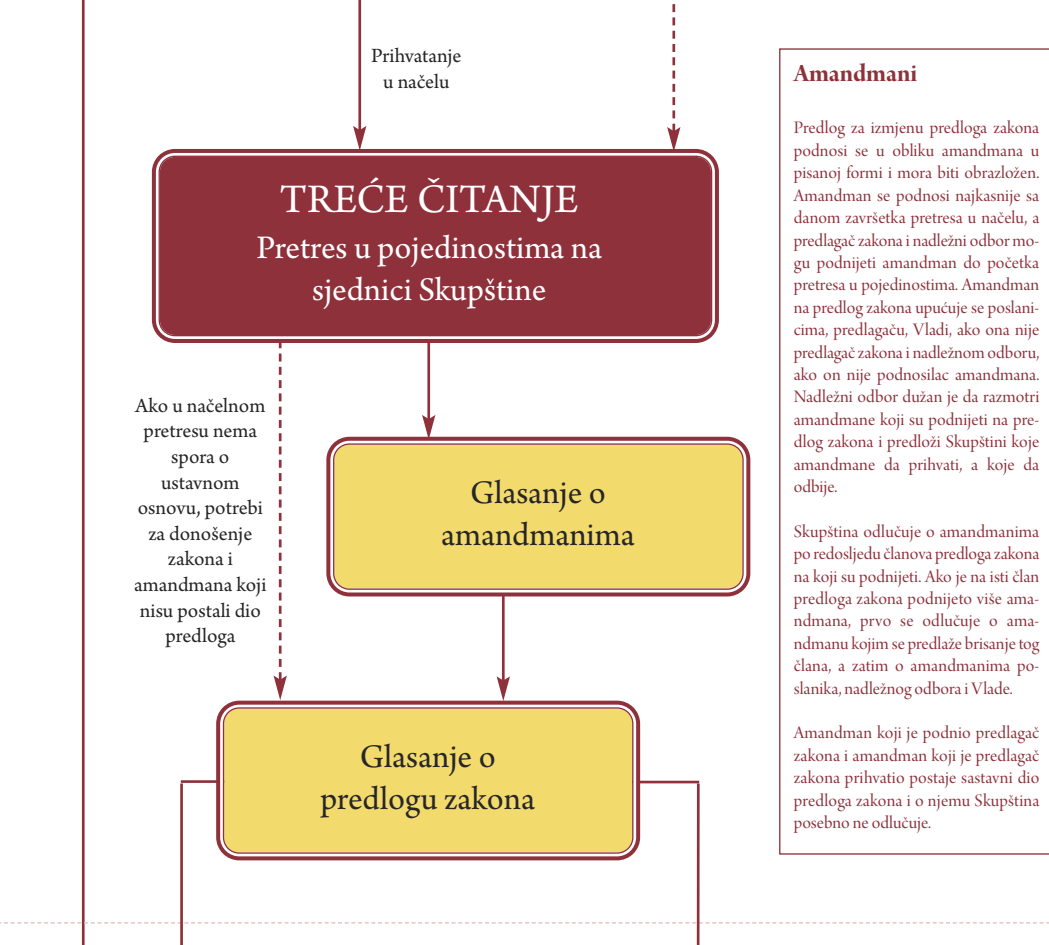 Prihvatanje
u načelu
TREĆE ČITANJE
Pretres u pojedinostima na
sjednici Skupštine
Ako u načelnom
pretresu nema
spora o
ustavnom
osnovu, potrebi
za donošenje
zakona i
amandmana koji
nisu postali dio
predloga
Glasanje o
amandmanima
Glasanje o
predlogu zakona
Amandmani
Predlog za izmjenu predloga zakona
podnosi se u obliku amandmana u
pisanoj formi i mora biti obrazložen.
Amandman se podnosi najkasnije sa
danom završetka pretresa u načelu, a
predlagač zakona i nadležni odbor mo-
gu podnijeti amandman do početka
pretresa u pojedinostima. Amandman
na predlog zakona upućuje se poslani-
cima, predlagaču, Vladi, ako ona nije
predlagač zakona i nadležnom odboru,
ako on nije podnosilac amandmana.
Nadležni odbor dužan je da razmotri
amandmane koji su podnijeti na pre-
dlog zakona i predloži Skupštini koje
amandmane da prihvati, a koje da
odbije.
Skupština odlučuje o amandmanima
po redosljedu članova predloga zakona
na koji su podnijeti. Ako je na isti član
predloga zakona podnijeto više ama-
ndmana, prvo se odlučuje o ama-
ndmanu kojim se predlaže brisanje tog
člana, a zatim o amandmanima po-
slanika, nadležnog odbora i Vlade.
Amandman koji je podnio predlagač
zakona i amandman koji je predlagač
zakona prihvatio postaje sastavni dio
predloga zakona i o njemu Skupština
posebno ne odlučuje.